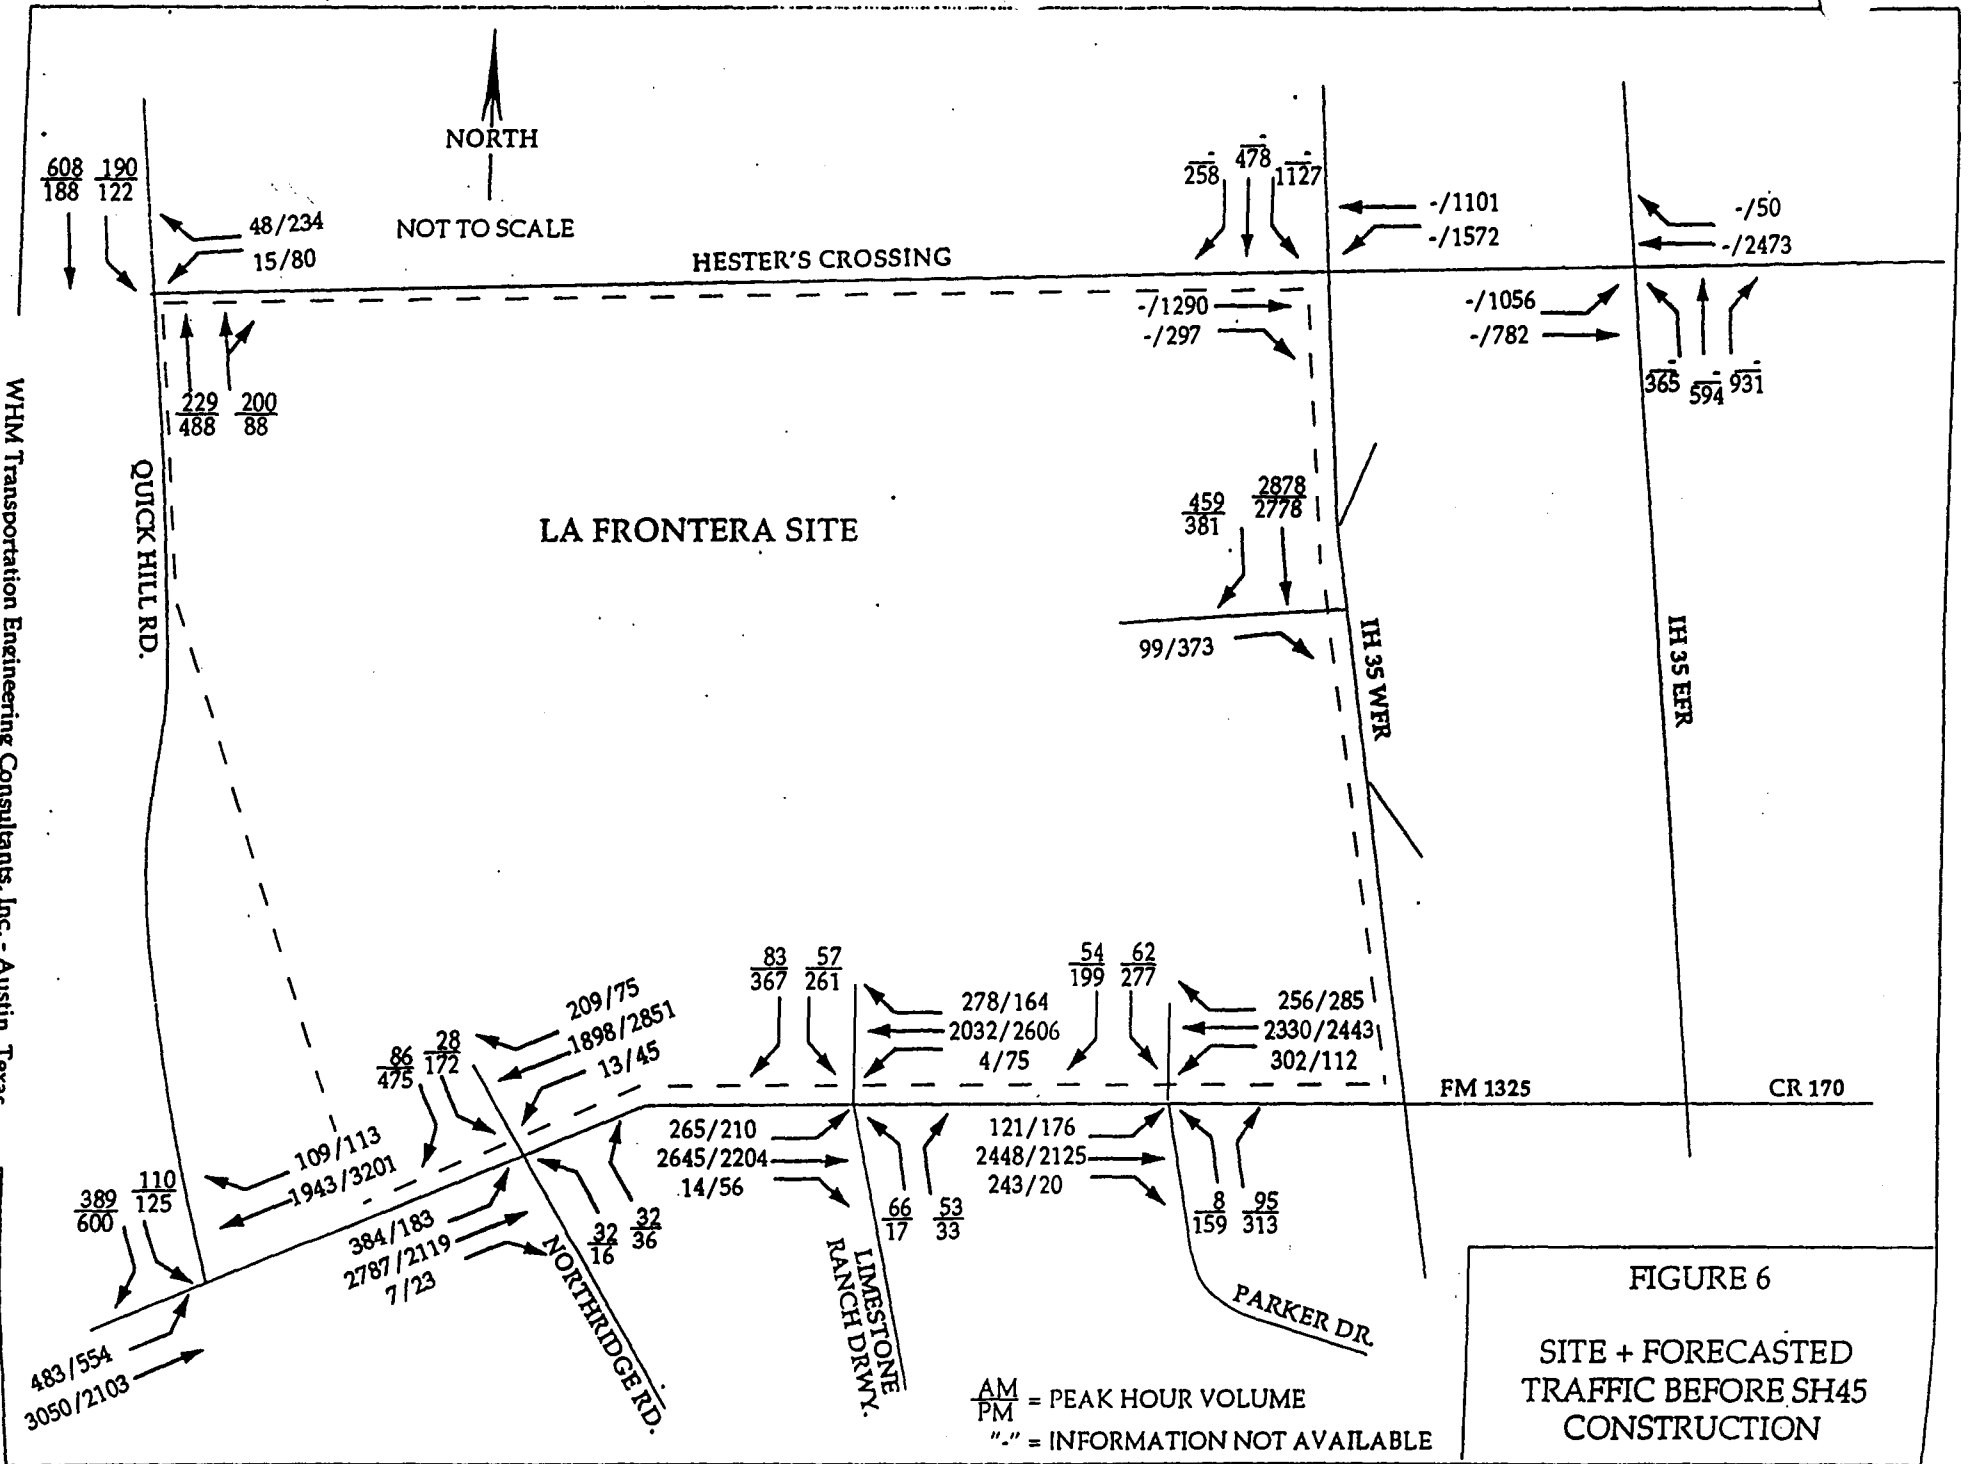 NORTH
NOT TO SCALE
608 190
188 122
48/234
15/80
HESTER'S CROSSING
- - -
258 478 1127
-/1101
-/1572
-/50
-/2473
-/1290
-/297
-/1056
-/782
- - -
365 594 931
229 200
488 88
QUICK HILL RD.
LA FRONTERA SITE
459 2878
381 2778
99/373
IH 35 WFR
IH 35 EFR
WHM Transportation Engineering Consultants, Inc. - Austin, Texas
83 57
367 261
278/164
2032/2606
4/75
54 62
199 277
256/285
2330/2443
302/112
209/75
1898/2851
13/45
86 28
475 172
FM 1325
CR 170
109/113
1943/3201
389 110
600 125
384/183
2787/2119
7/23
32 32
16 36
265/210
2645/2204
14/56
66 53
17 33
121/176
2448/2125
243/20
8 95
159 313
483/554
3050/2103
NORTHRIDGE RD.
LIMESTONE
RANCH DRWY.
PARKER DR.
AM
PM = PEAK HOUR VOLUME
"-" = INFORMATION NOT AVAILABLE
FIGURE 6
SITE + FORECASTED
TRAFFIC BEFORE SH45
CONSTRUCTION